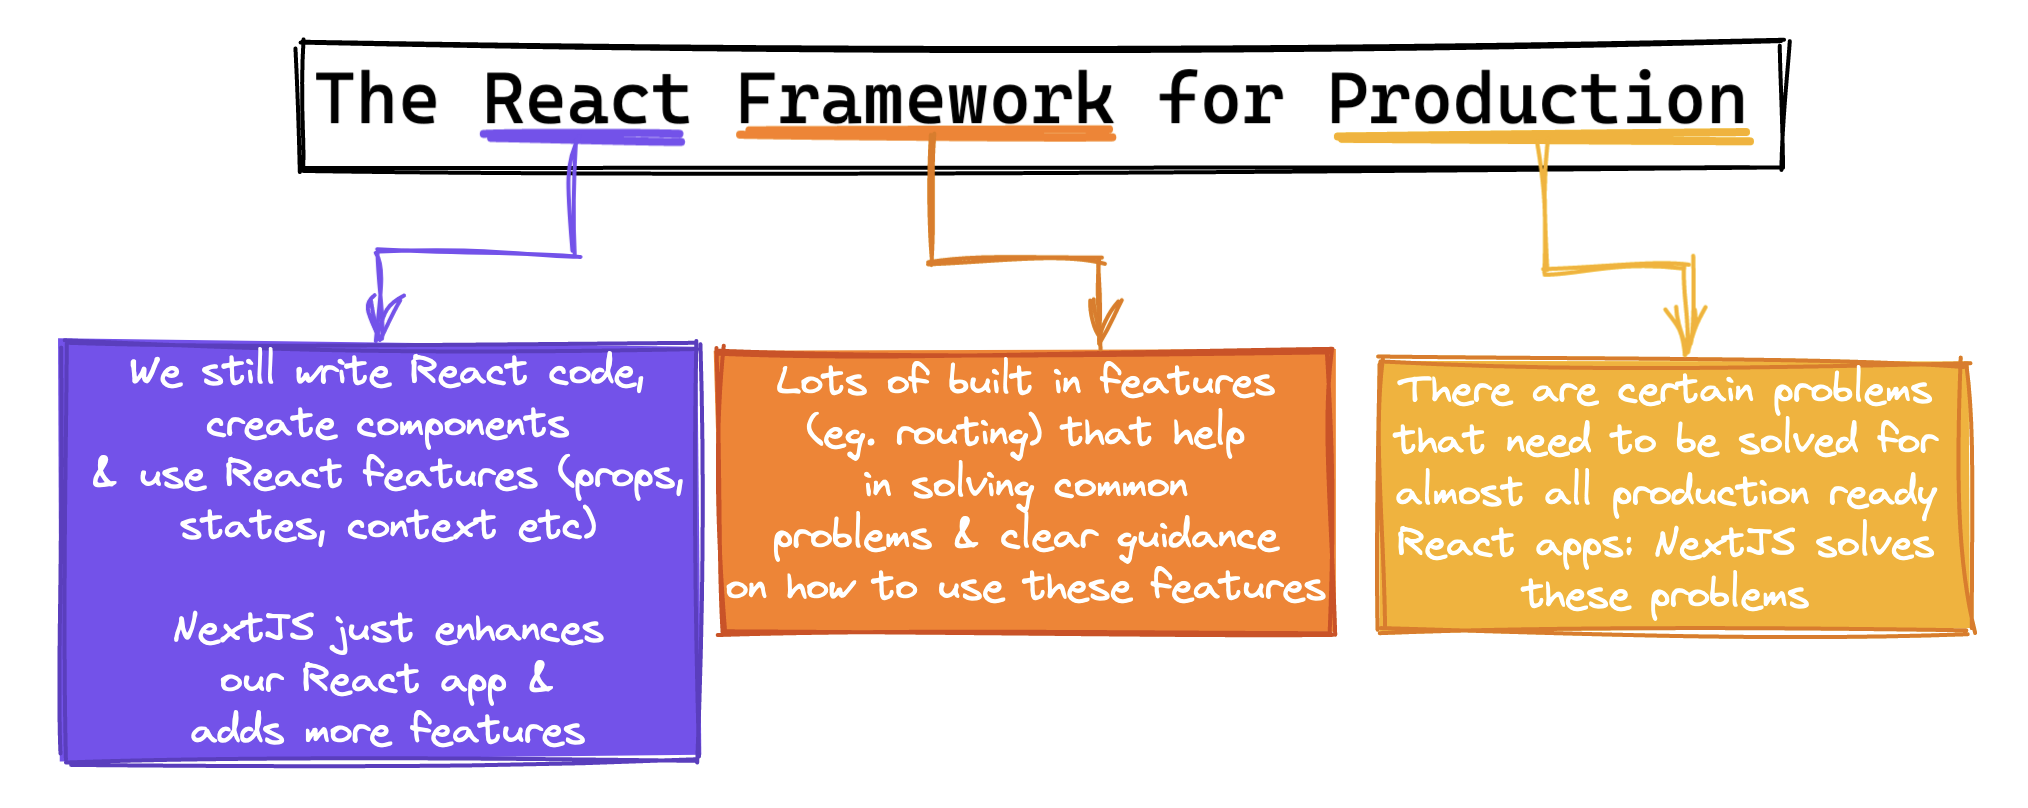 The React Framework for Production
We still write React code,
create components
& use React features (props,
states, context etc)
NextJS just enhances
our React app &
adds more features
Lots of built in features
(eg. routing) that help
in solving common
problems & clear guidance
on how to use these features
There are certain problems
that need to be solved for
almost all production ready
React apps: NextJS solves
these problems